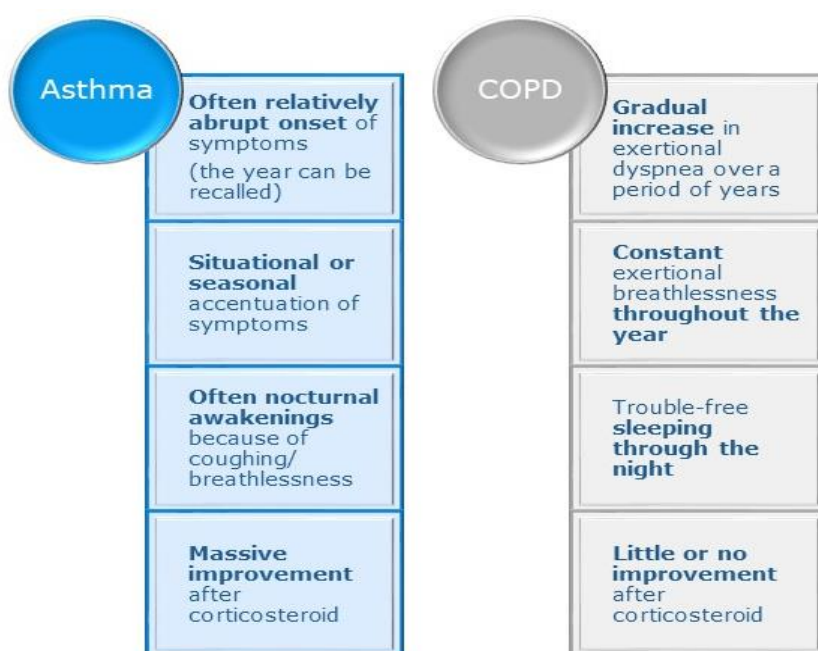 Asthma
Often relatively
abrupt onset of
symptoms
(the year can be
recalled)
Situational or
seasonal
accentuation of
symptoms
Often nocturnal
awakenings
because of
coughing/
breathlessness
Massive
improvement
after
corticosteroid
COPD
Gradual
increase in
exertional
dyspnea over a
period of years
Constant
exertional
breathlessness
throughout the
year
Trouble-free
sleeping
through the
night
Little or no
improvement
after
corticosteroid